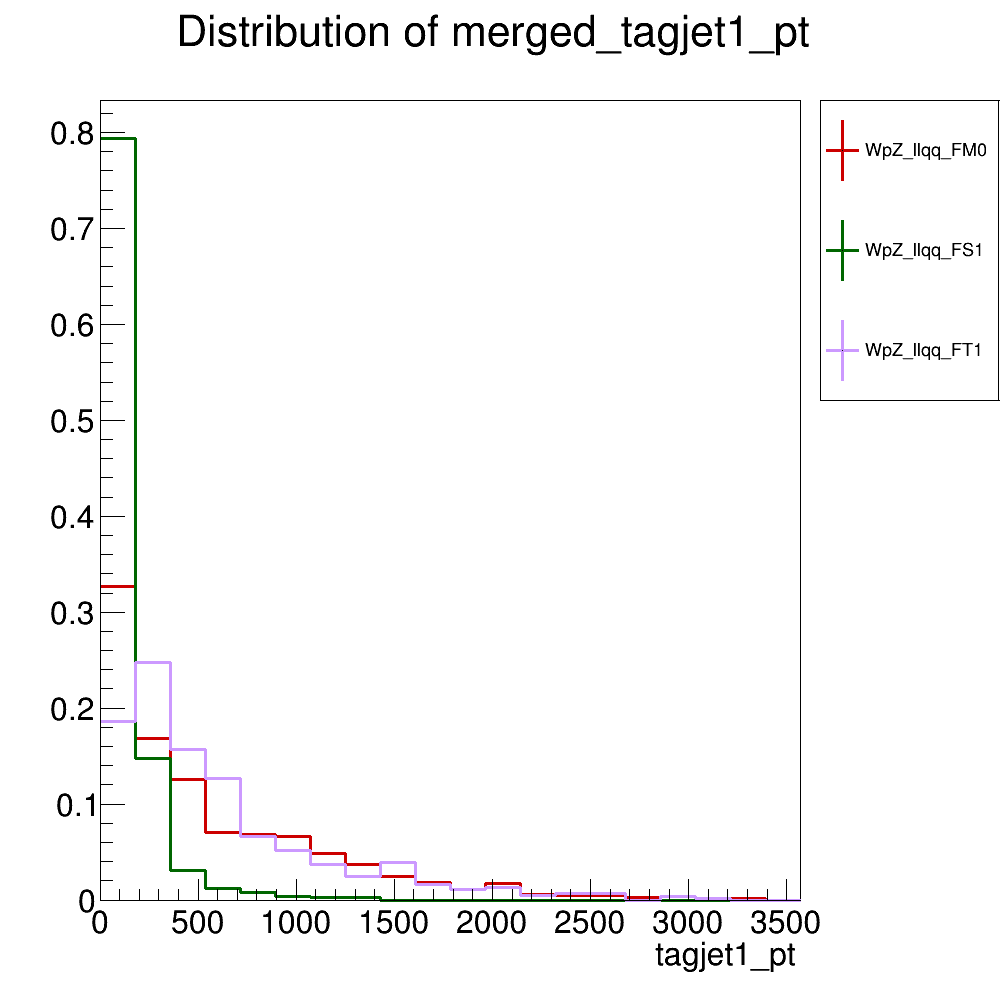 Distribution of merged_tagjet1_pt
WpZ_llqq_FM0
WpZ_llqq_FS1
WpZ_llqq_FT1
0.8
0.7
0.6
0.5
0.4
0.3
0.2
0.1
0
0 500 1000 1500 2000 2500 3000 3500
tagjet1_pt